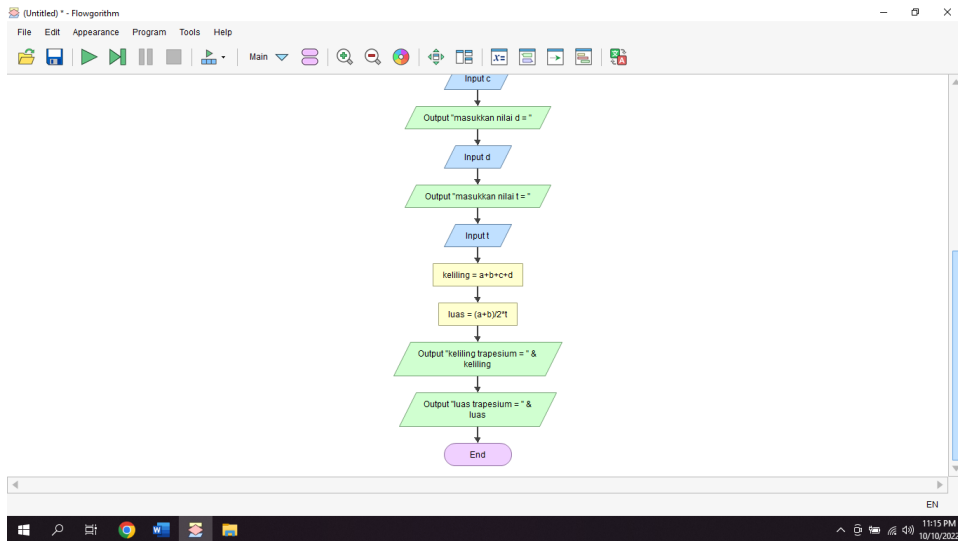 (Untitled) * - Flowgorithm
File Edit Appearance Program Tools Help
Main
X=
Input c
Output "masukkan nilai d = "
Input d
Output "masukkan nilai t = "
Input t
keliling = a+b+c+d
luas = (a+b)/2*t
Output "keliling trapesium = " &
keliling
Output "luas trapesium = " &
luas
End
EN
11:15 PM
10/10/2022